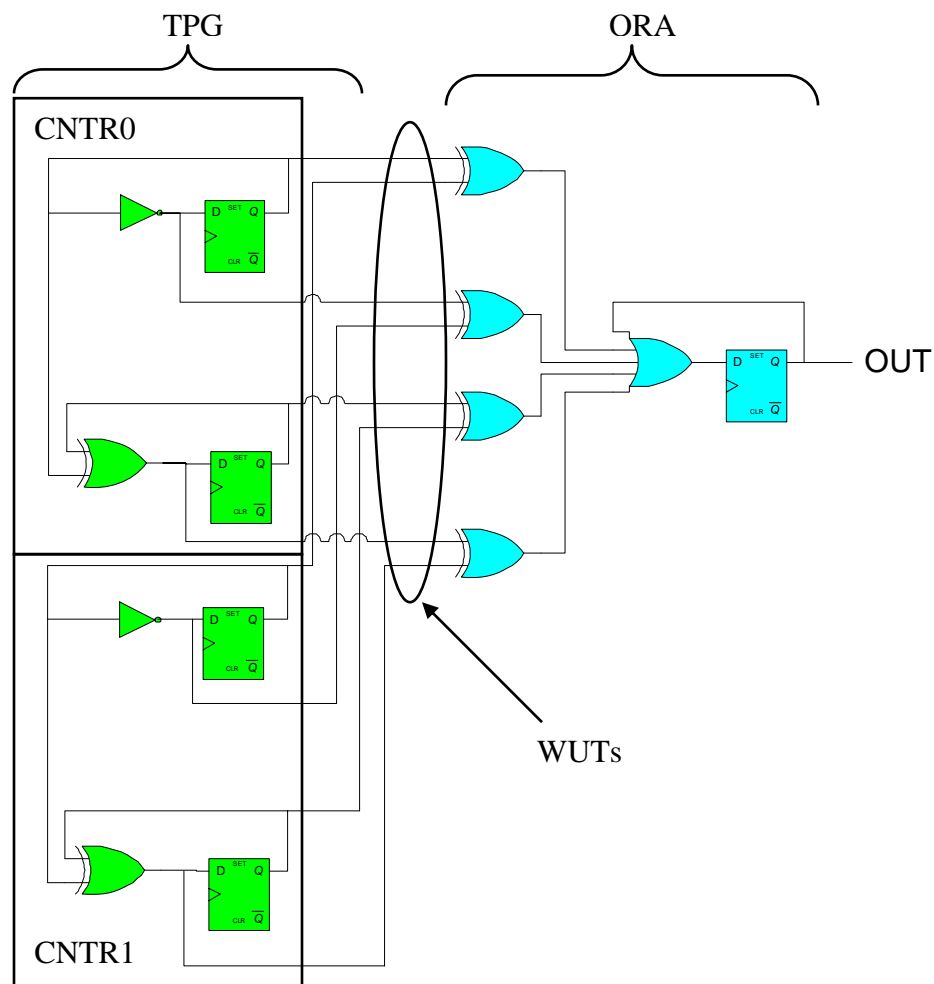 TPG
ORA
CNTR0
D SET Q
CLR Q
D SET Q
CLR Q
D SET Q
CLR Q
OUT
D SET Q
CLR Q
WUTs
D SET Q
CLR Q
CNTR1